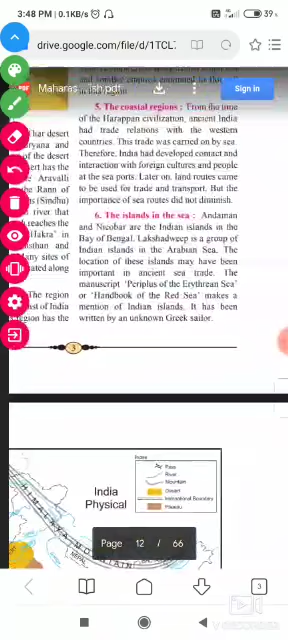 3:48 PM | 0.1KB/s
39
drive.google.com/file/d/1TCL
Maharas...ish.pdf
Sign in
5. The coastal regions : From the time
of the Harappan civilization, ancient India
had trade relations with the western
countries. This trade was carried on by sea.
Therefore, India had developed contact and
interaction with foreign cultures and people
at the sea ports. Later on, land routes came
to be used for trade and transport. But the
importance of sea routes did not diminish.
6. The islands in the sea : Andaman
and Nicobar are the Indian islands in the
Bay of Bengal. Lakshadweep is a group of
Indian islands in the Arabian Sea. The
location of these islands may have been
important in ancient sea trade. The
manuscript 'Periplus of the Erythrean Sea'
or 'Handbook of the Red Sea' makes a
mention of Indian islands. It has been
written by an unknown Greek sailor.
har desert
ryana and
of the desert
ert has the
Aravalli
the Rann of
(Sindhu)
river that
reaches the
Hakra' in
sthan and
any sites of
ated along
The region
st of India
region has the
3
India
Physical
Index
Pass
River
Mountain
Desert
International Boundary
Plateau
HIMALAYA MOUNTAIN
NEPAL
Page 12 / 66
3